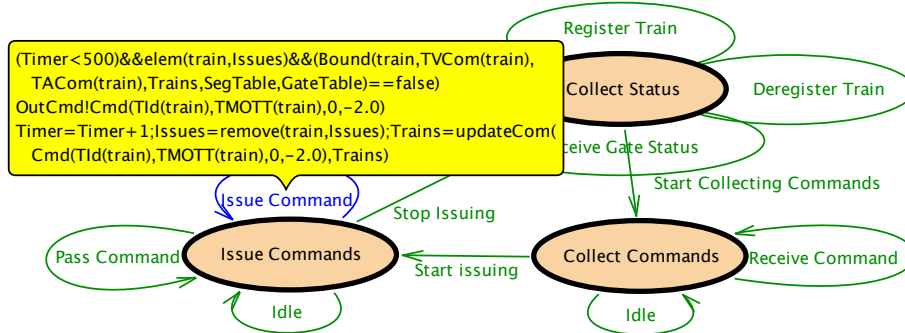 Register Train
(Timer<500)&&elem(train,Issues)&&(Bound(train,TVCom(train),
TACom(train),Trains,SegTable,GateTable)==false)
OutCmd!Cmd(TId(train),TMOTT(train),0,-2.0)
Timer=Timer+1;Issues=remove(train,Issues);Trains=updateCom(
Cmd(TId(train),TMOTT(train),0,-2.0),Trains)
Collect Status
Deregister Train
Gate Status
Start Collecting Commands
Issue Command
Stop Issuing
Pass Command
Issue Commands
Start issuing
Collect Commands
Receive Command
Idle
Idle